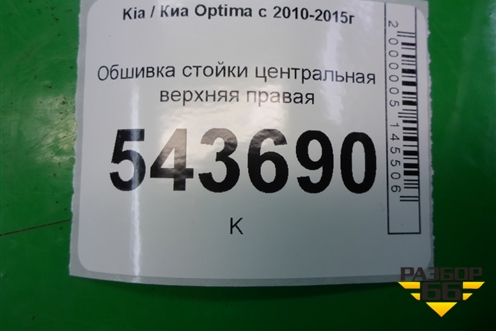 Kia / Киа Optima с 2010-2015г
Обшивка стойки центральная
верхняя правая
543690
K
2000005145506
РАЗБОР
66